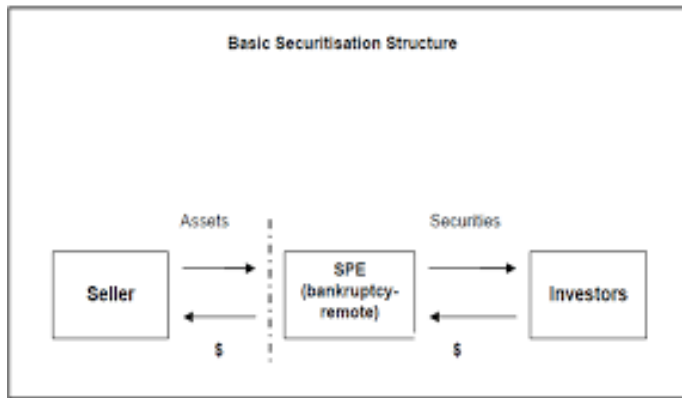 Basic Securitisation Structure
Assets
Securities
Seller
SPE
(bankruptcy-
remote)
Investors
$
$